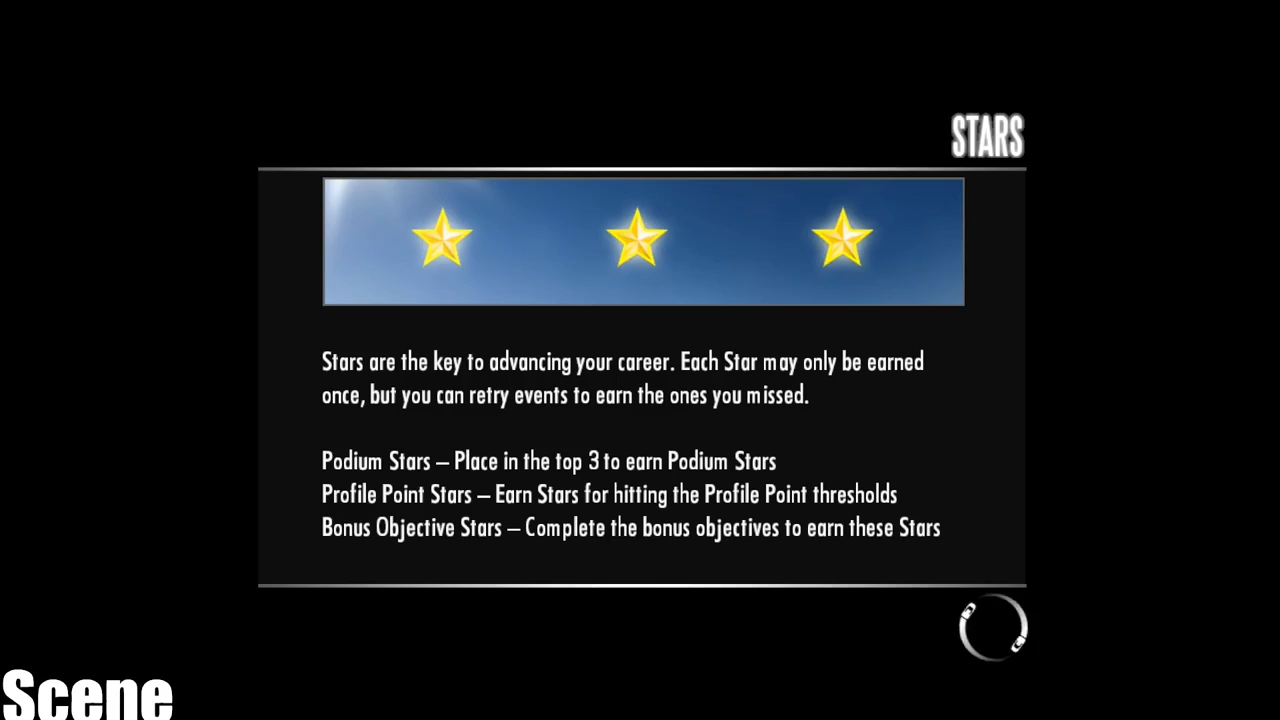 STARS
Stars are the key to advancing your career. Each Star may only be earned
once, but you can retry events to earn the ones you missed.
Podium Stars – Place in the top 3 to earn Podium Stars
Profile Point Stars – Earn Stars for hitting the Profile Point thresholds
Bonus Objective Stars – Complete the bonus objectives to earn these Stars
Scene